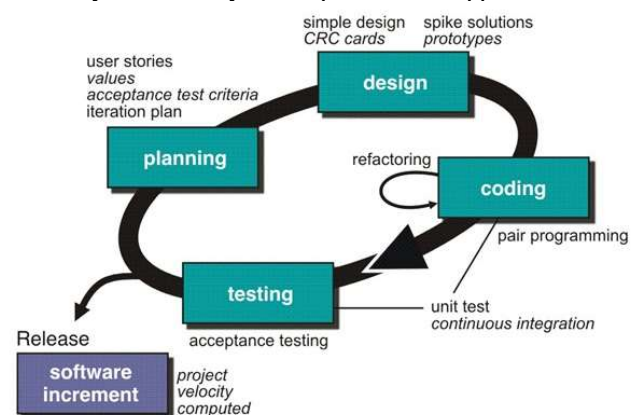 simple design
CRC cards
spike solutions
prototypes
user stories
values
acceptance test criteria
iteration plan
design
planning
refactoring
coding
pair programming
testing
unit test
continuous integration
acceptance testing
Release
software
increment
project
velocity
computed